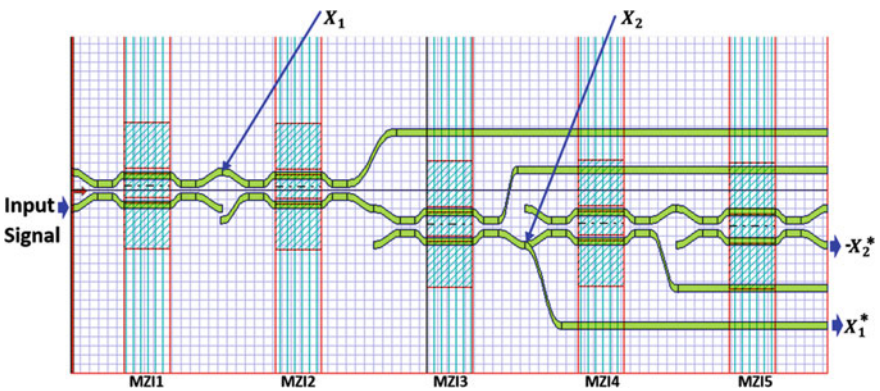 X₁
X₂
Input
Signal
-X₂*
X₁*
MZI1 MZI2 MZI3 MZI4 MZI5